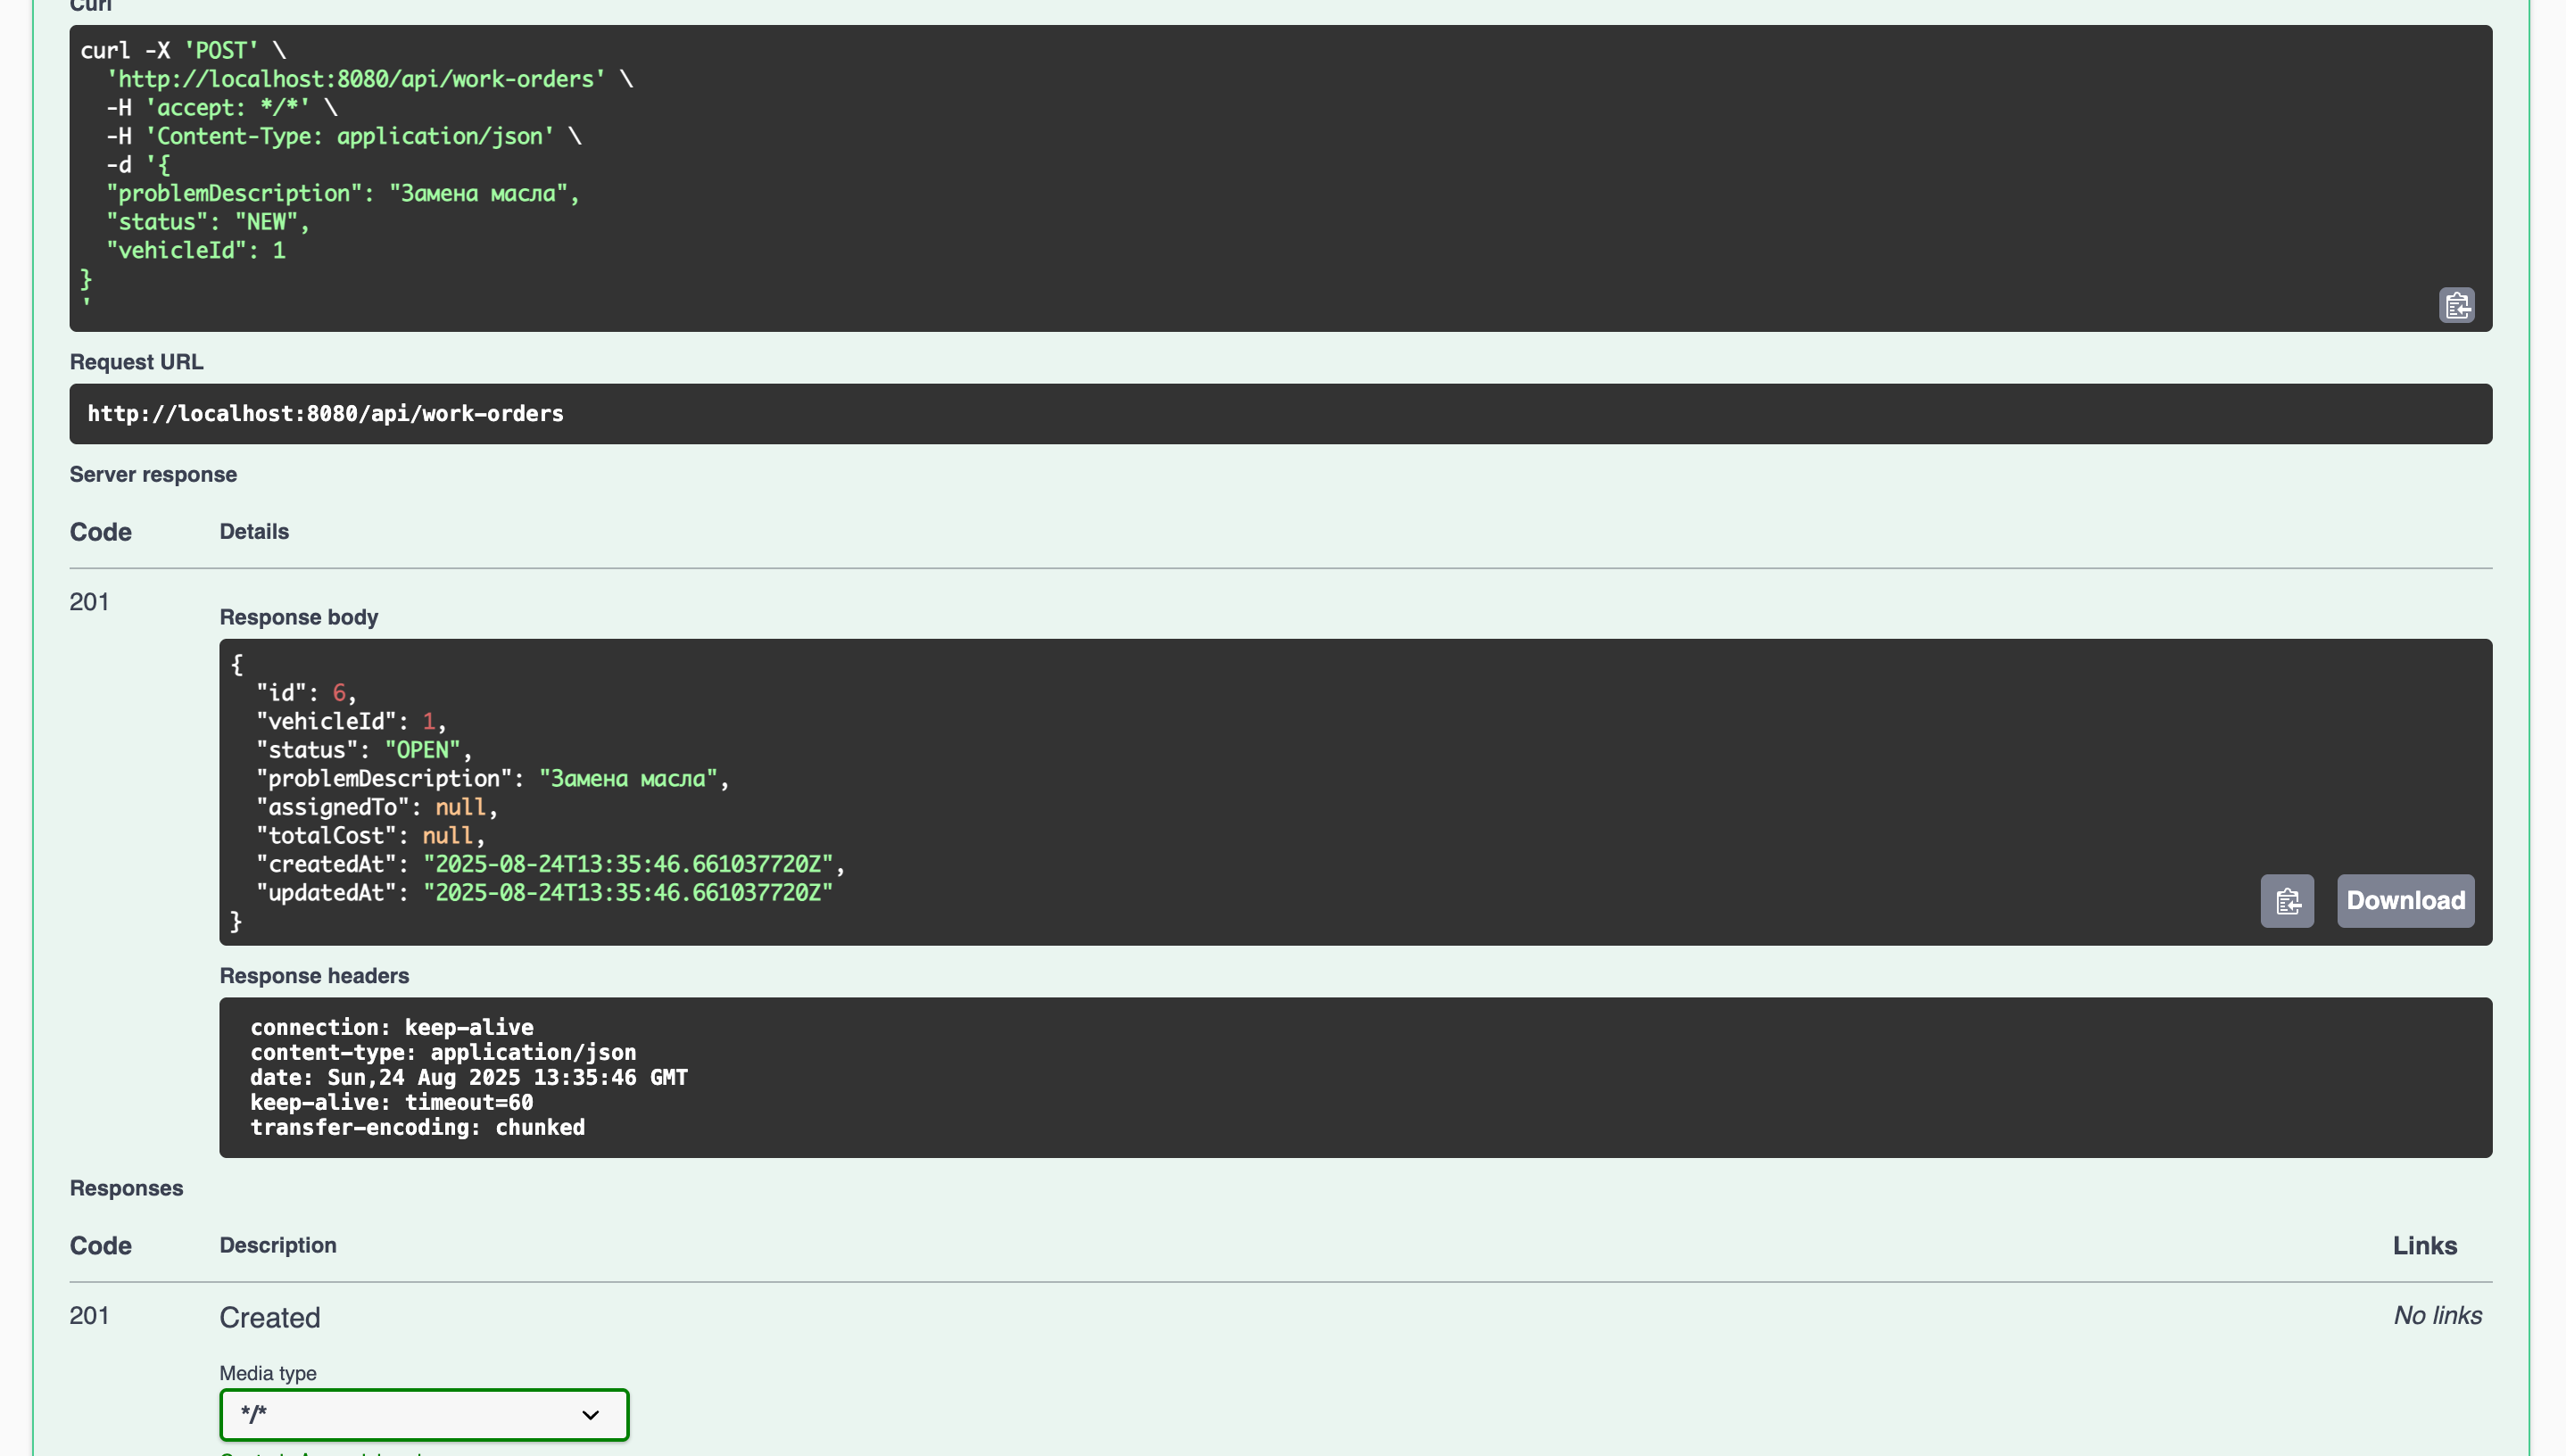 Curl
curl -X 'POST' \
'http://localhost:8080/api/work-orders' \
-H 'accept: */*' \
-H 'Content-Type: application/json' \
-d '{
"problemDescription": "Замена масла",
"status": "NEW",
"vehicleId": 1
}
'
Request URL
http://localhost:8080/api/work-orders
Server response
Code Details
201
Response body
{
"id": 6,
"vehicleId": 1,
"status": "OPEN",
"problemDescription": "Замена масла",
"assignedTo": null,
"totalCost": null,
"createdAt": "2025-08-24T13:35:46.661037720Z",
"updatedAt": "2025-08-24T13:35:46.661037720Z"
}
Download
Response headers
connection: keep-alive
content-type: application/json
date: Sun,24 Aug 2025 13:35:46 GMT
keep-alive: timeout=60
transfer-encoding: chunked
Responses
Code Description Links
201 Created No links
Media type
*/*